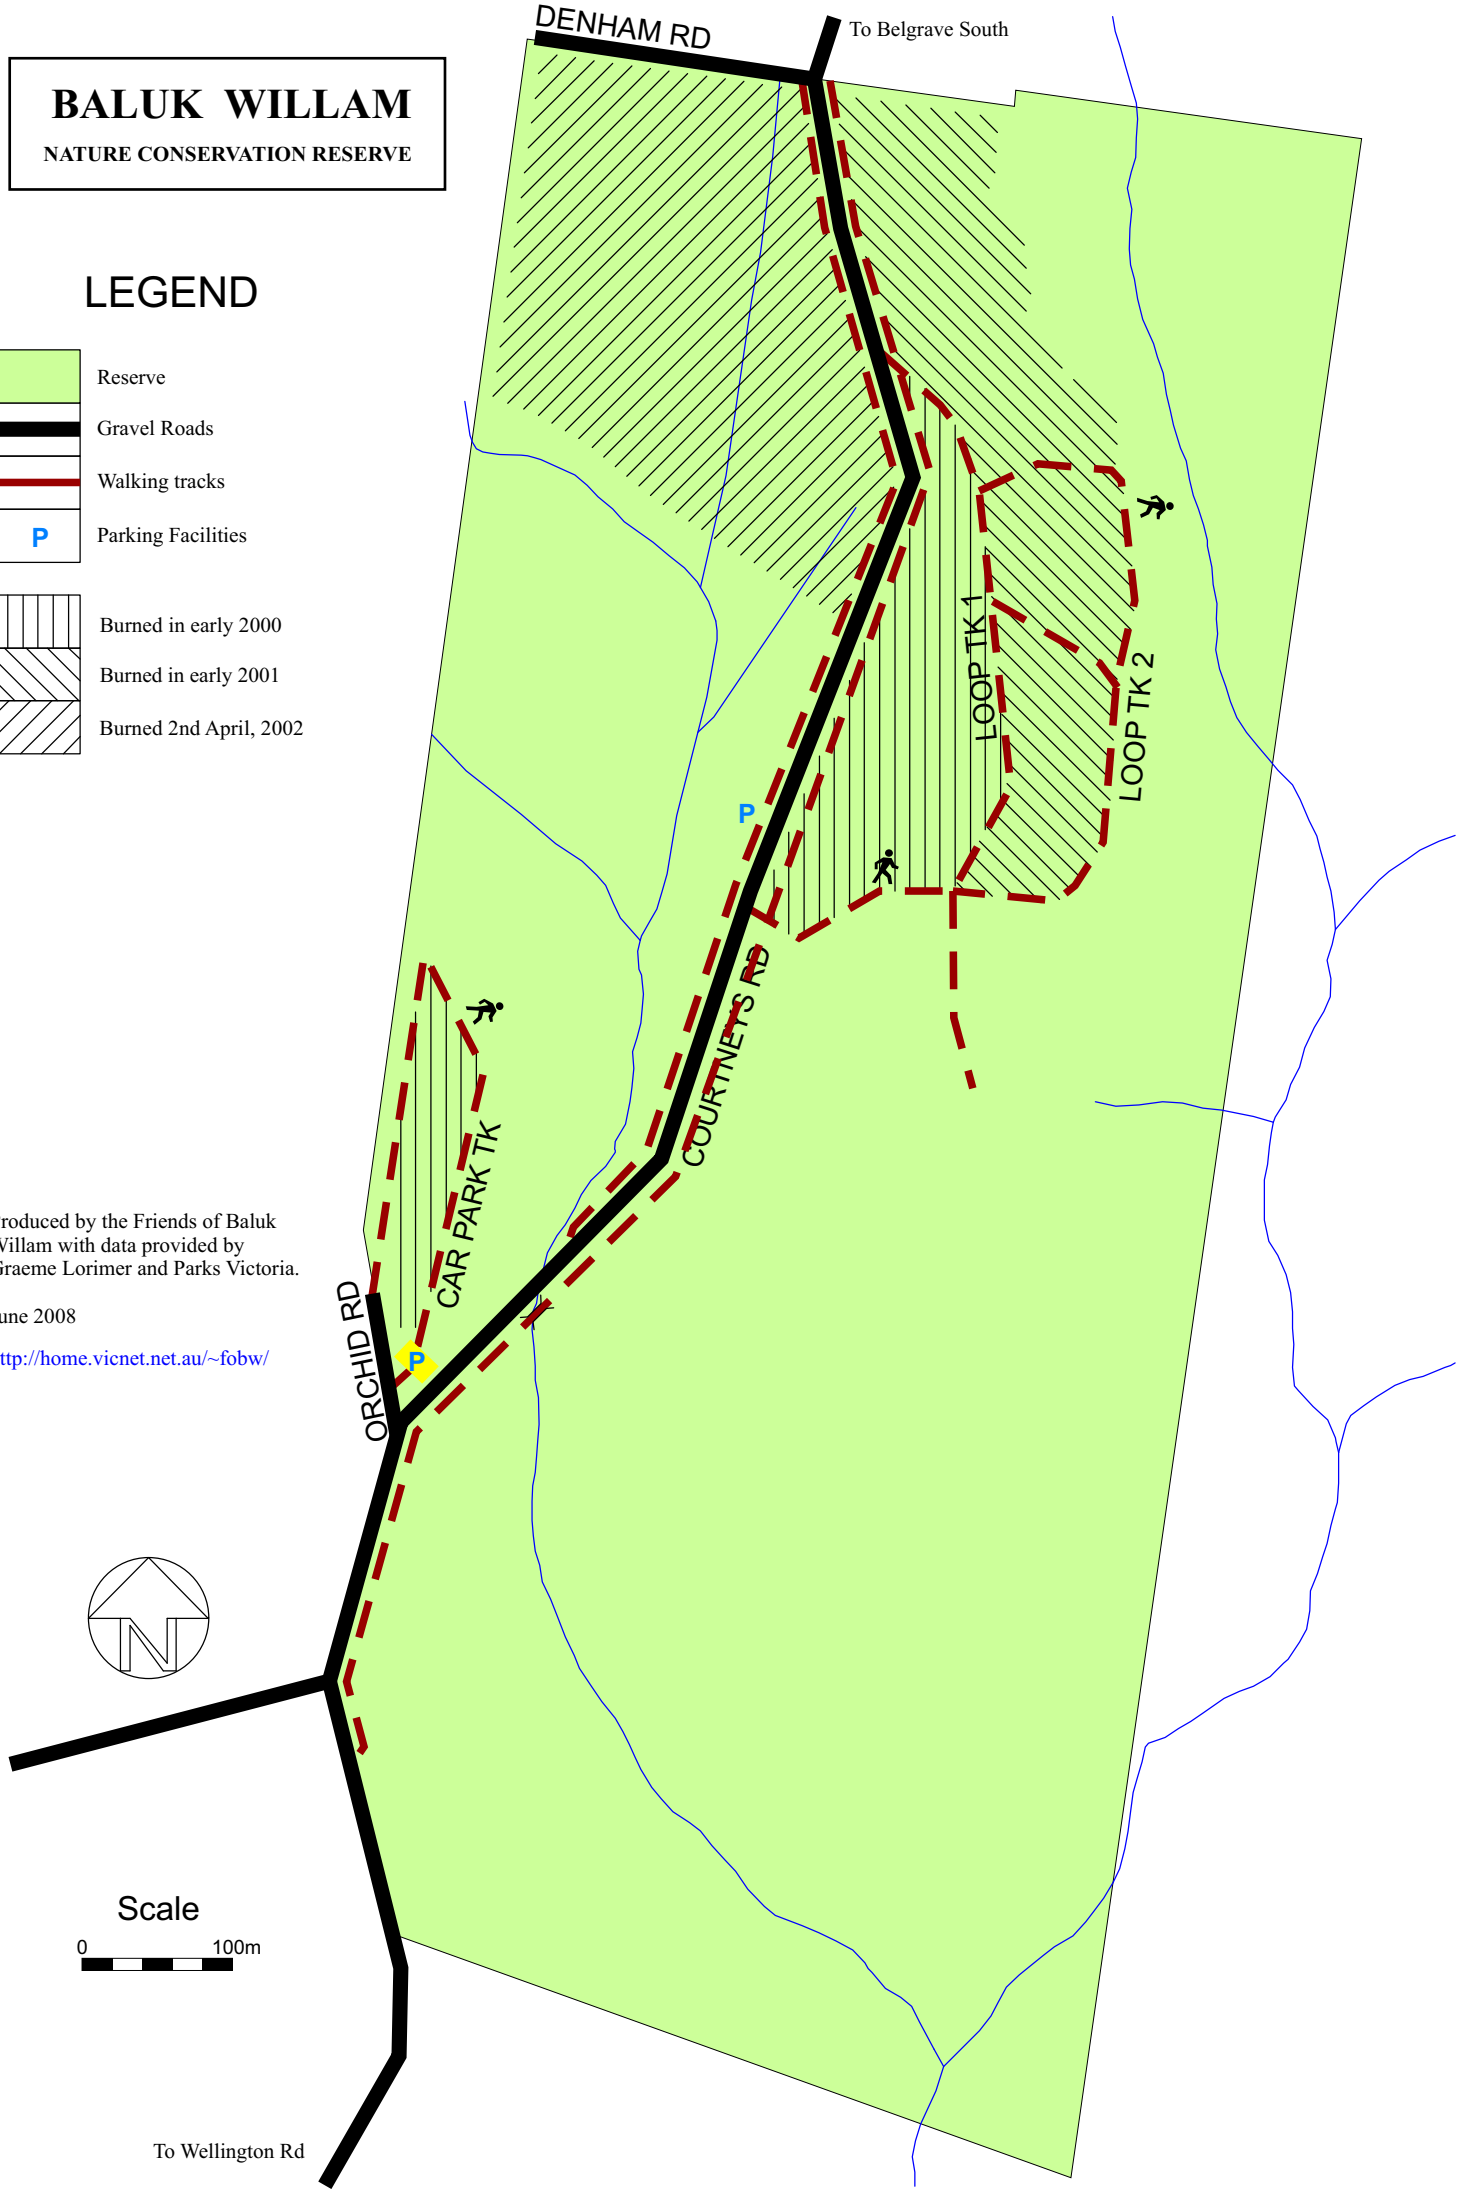 DENHAM RD
To Belgrave South
BALUK WILLAM
NATURE CONSERVATION RESERVE
LEGEND
Reserve
Gravel Roads
Walking tracks
P
Parking Facilities
Burned in early 2000
Burned in early 2001
Burned 2nd April, 2002
LOOP TK 1
LOOP TK 2
P
COURTNEYS RD
CAR PARK TK
roduced by the Friends of Baluk
Villam with data provided by
Graeme Lorimer and Parks Victoria.
une 2008
ttp://home.vicnet.net.au/~fobw/
ORCHID RD
P
N
Scale
0 100m
To Wellington Rd